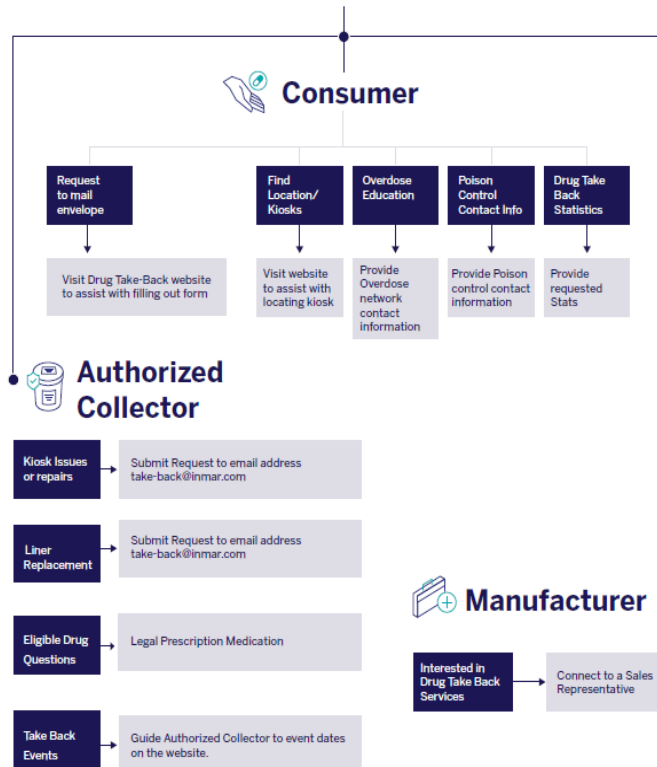 Consumer
Request
to mail
envelope
Find
Location/
Kiosks
Overdose
Education
Poison
Control
Contact Info
Drug Take
Back
Statistics
Visit Drug Take-Back website
to assist with filling out form
Visit website
to assist with
locating kiosk
Provide
Overdose
network
contact
information
Provide Poison
control contact
information
Provide
requested
Stats
Authorized
Collector
Kiosk Issues
or repairs
Submit Request to email address
take-back@inmar.com
Liner
Replacement
Submit Request to email address
take-back@inmar.com
Eligible Drug
Questions
Legal Prescription Medication
Take Back
Events
Guide Authorized Collector to event dates
on the website.
Manufacturer
Interested in
Drug Take Back
Services
Connect to a Sales
Representative